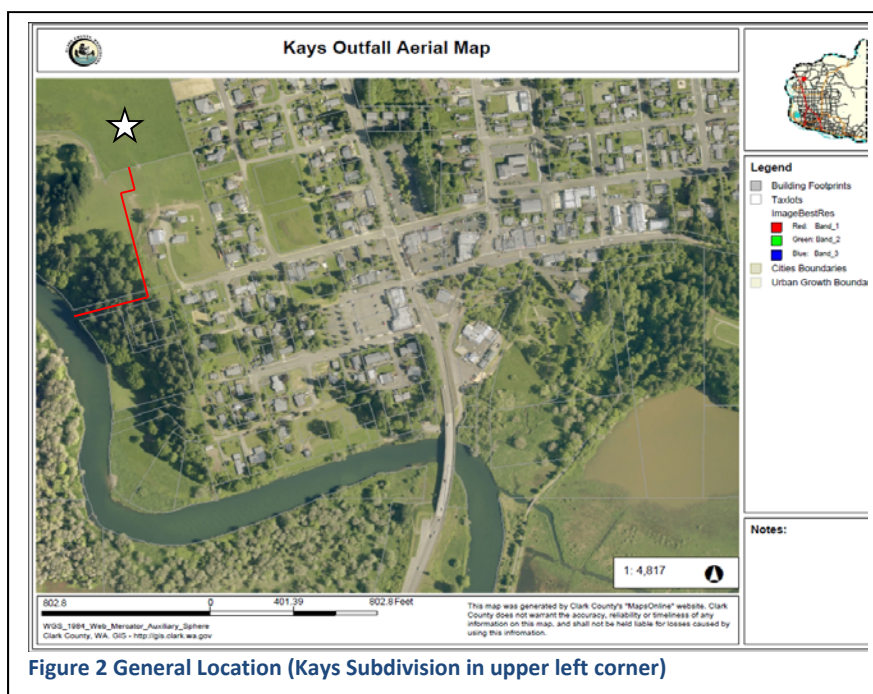 Kays Outfall Aerial Map
Legend
Building Footprints
Taxlots
ImageBestRes
Red: Band_1
Green: Band_2
Blue: Band_3
Cities Boundaries
Urban Growth Bounda
Notes:
1: 4,817
802.8 0 401.39 802.8 Feet
WGS_1984_Web_Mercator_Auxiliary_Sphere
Clark County, WA. GIS - http://gis.clark.wa.gov
This map was generated by Clark County's "MapsOnline" website. Clark
County does not warrant the accuracy, reliability or timeliness of any
information on this map, and shall not be held liable for losses caused by
using this infromation.
Figure 2 General Location (Kays Subdivision in upper left corner)